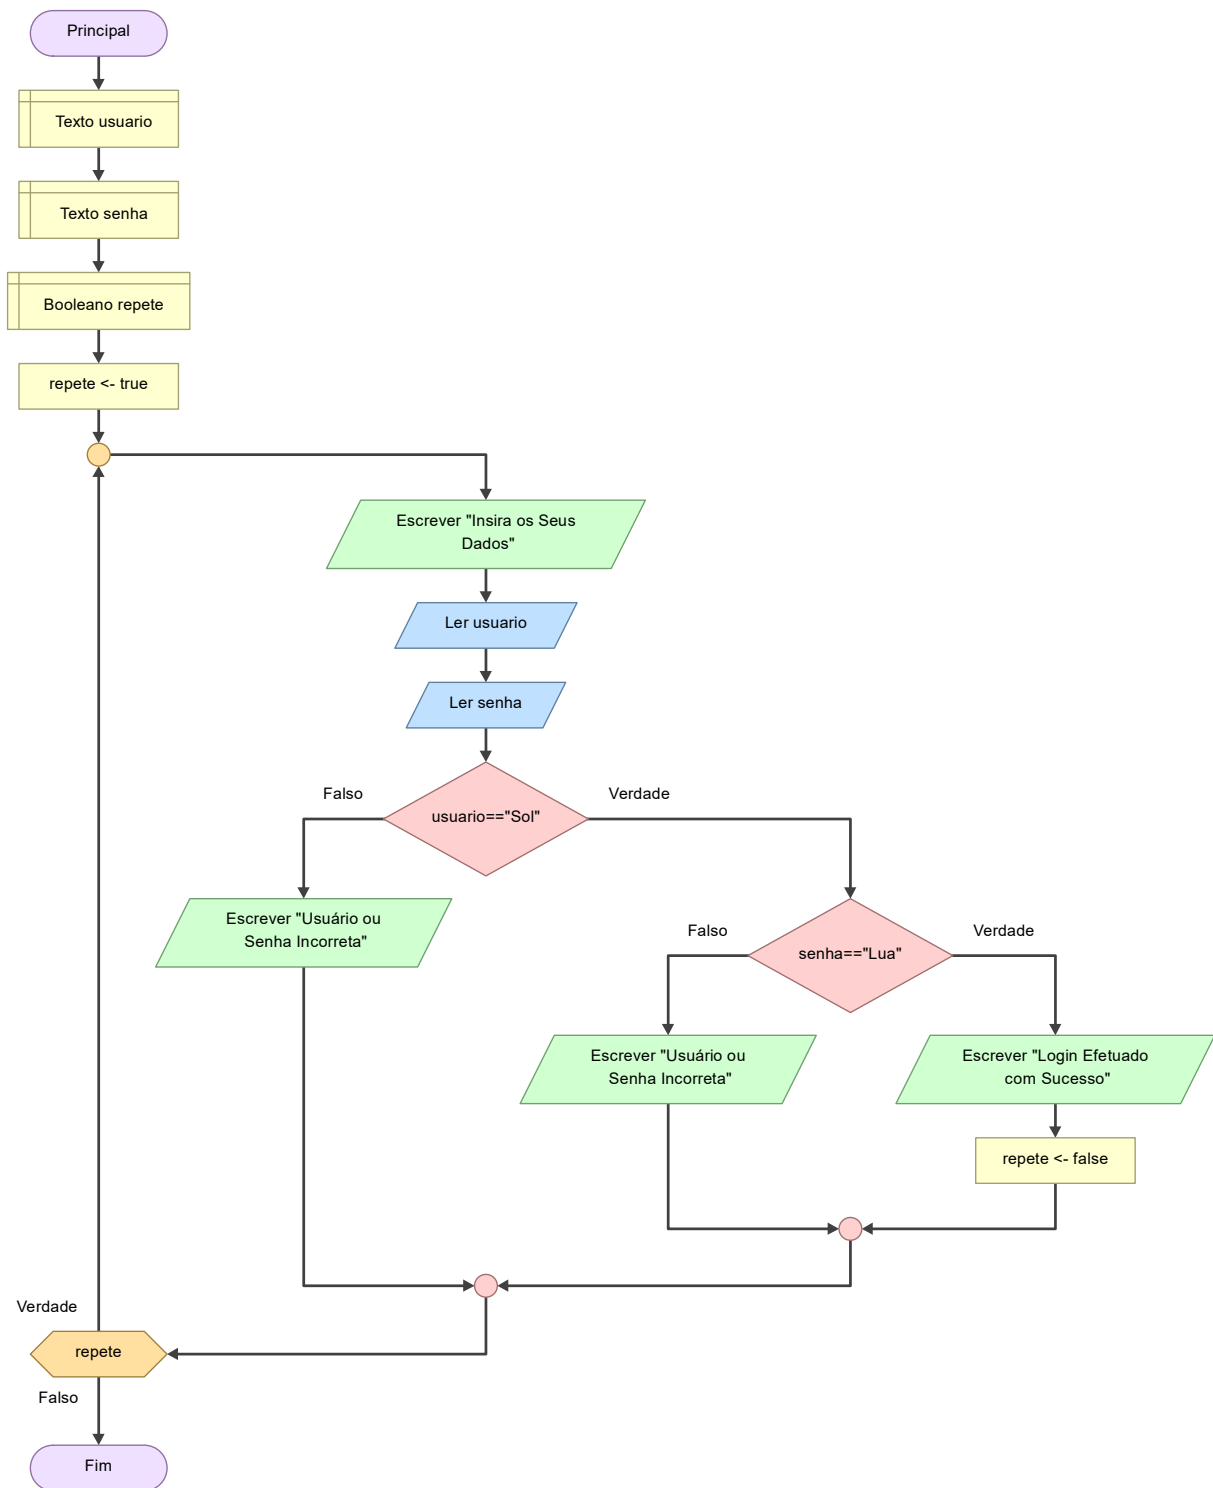 Principal
Texto usuario
Texto senha
Booleano repete
repete <- true
Escrever "Insira os Seus
Dados"
Ler usuario
Ler senha
Falso
Verdade
usuario=="Sol"
Escrever "Usuário ou
Senha Incorreta"
Falso
Verdade
senha=="Lua"
Escrever "Usuário ou
Senha Incorreta"
Escrever "Login Efetuado
com Sucesso"
repete <- false
Verdade
repete
Falso
Fim